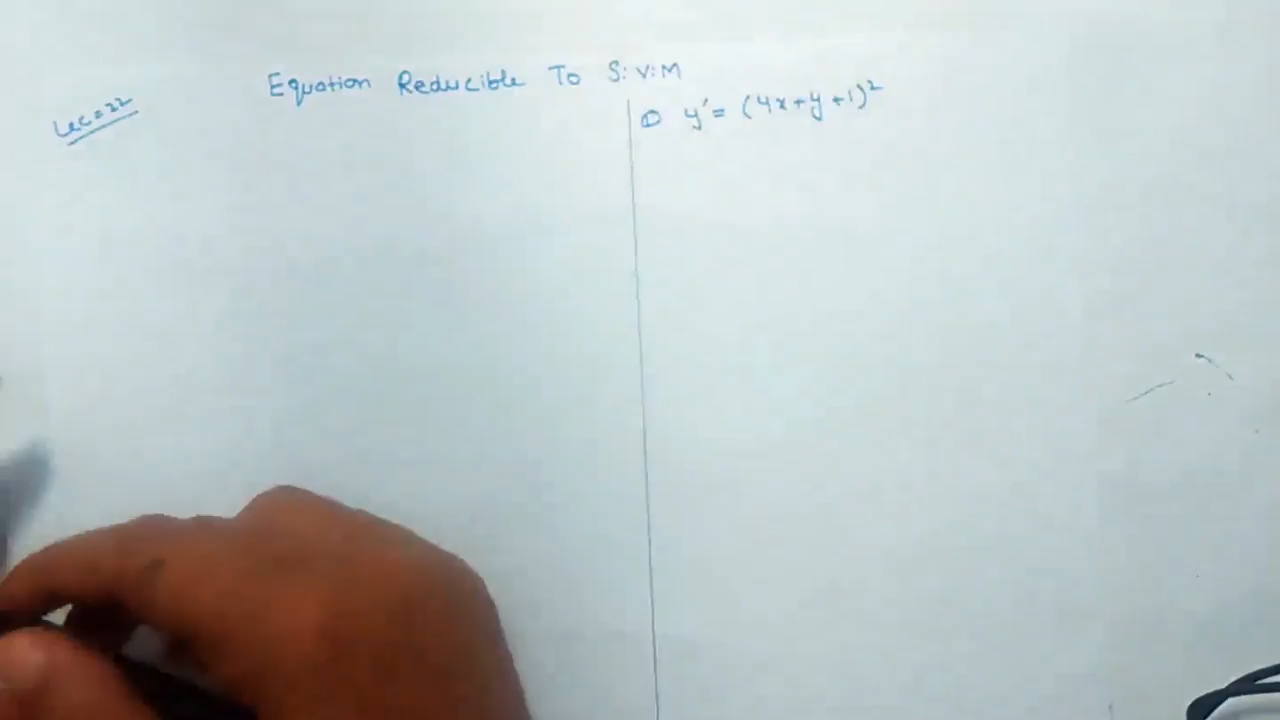 Lec=22
Equation Reducible To S:V:M
① y'= (4x+y+1)²